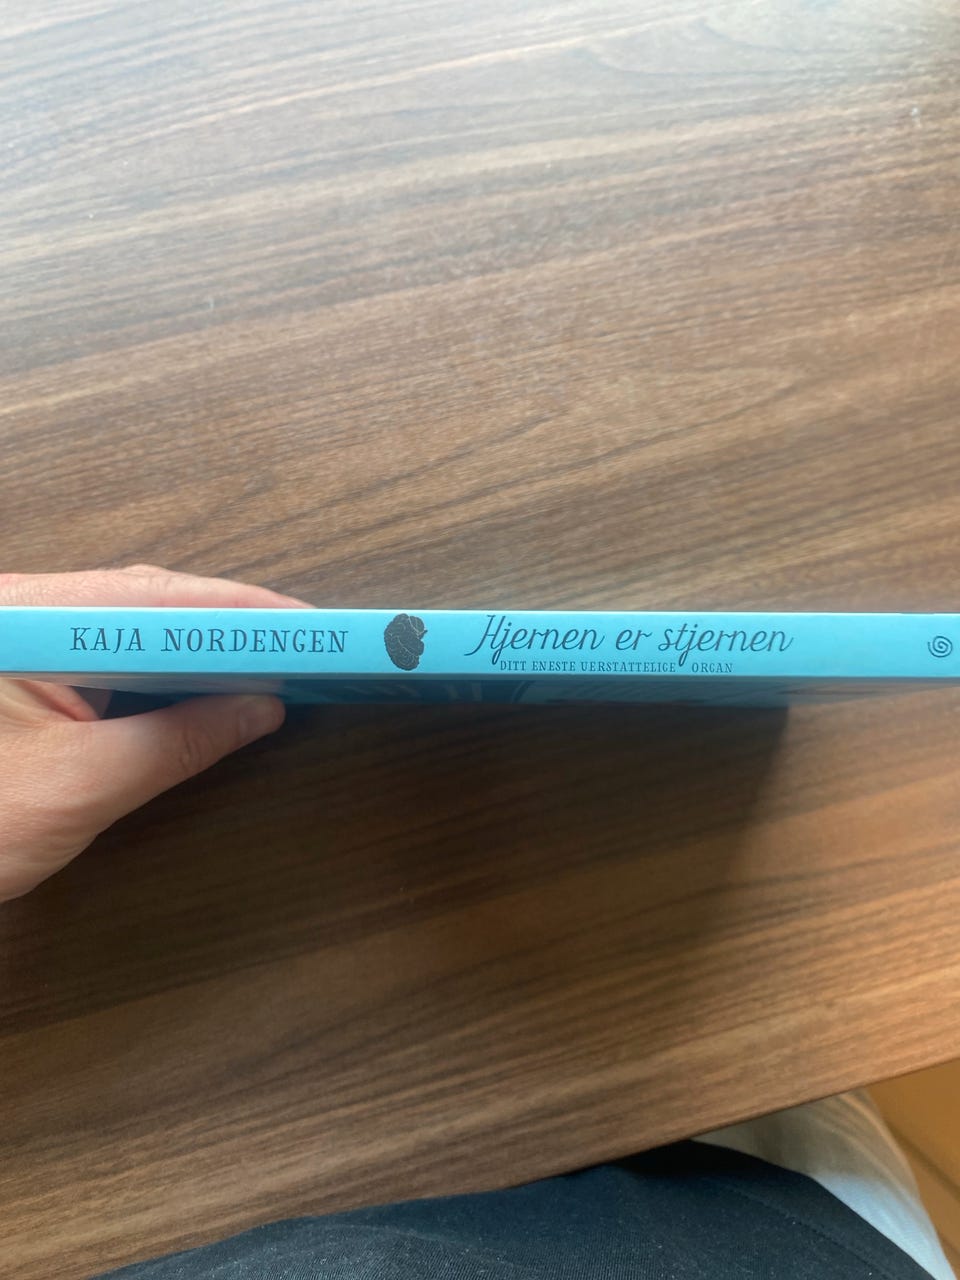 KAJA NORDENGEN
Hjernen er stjernen
DITT ENESTE UERSTATTELIGE ORGAN